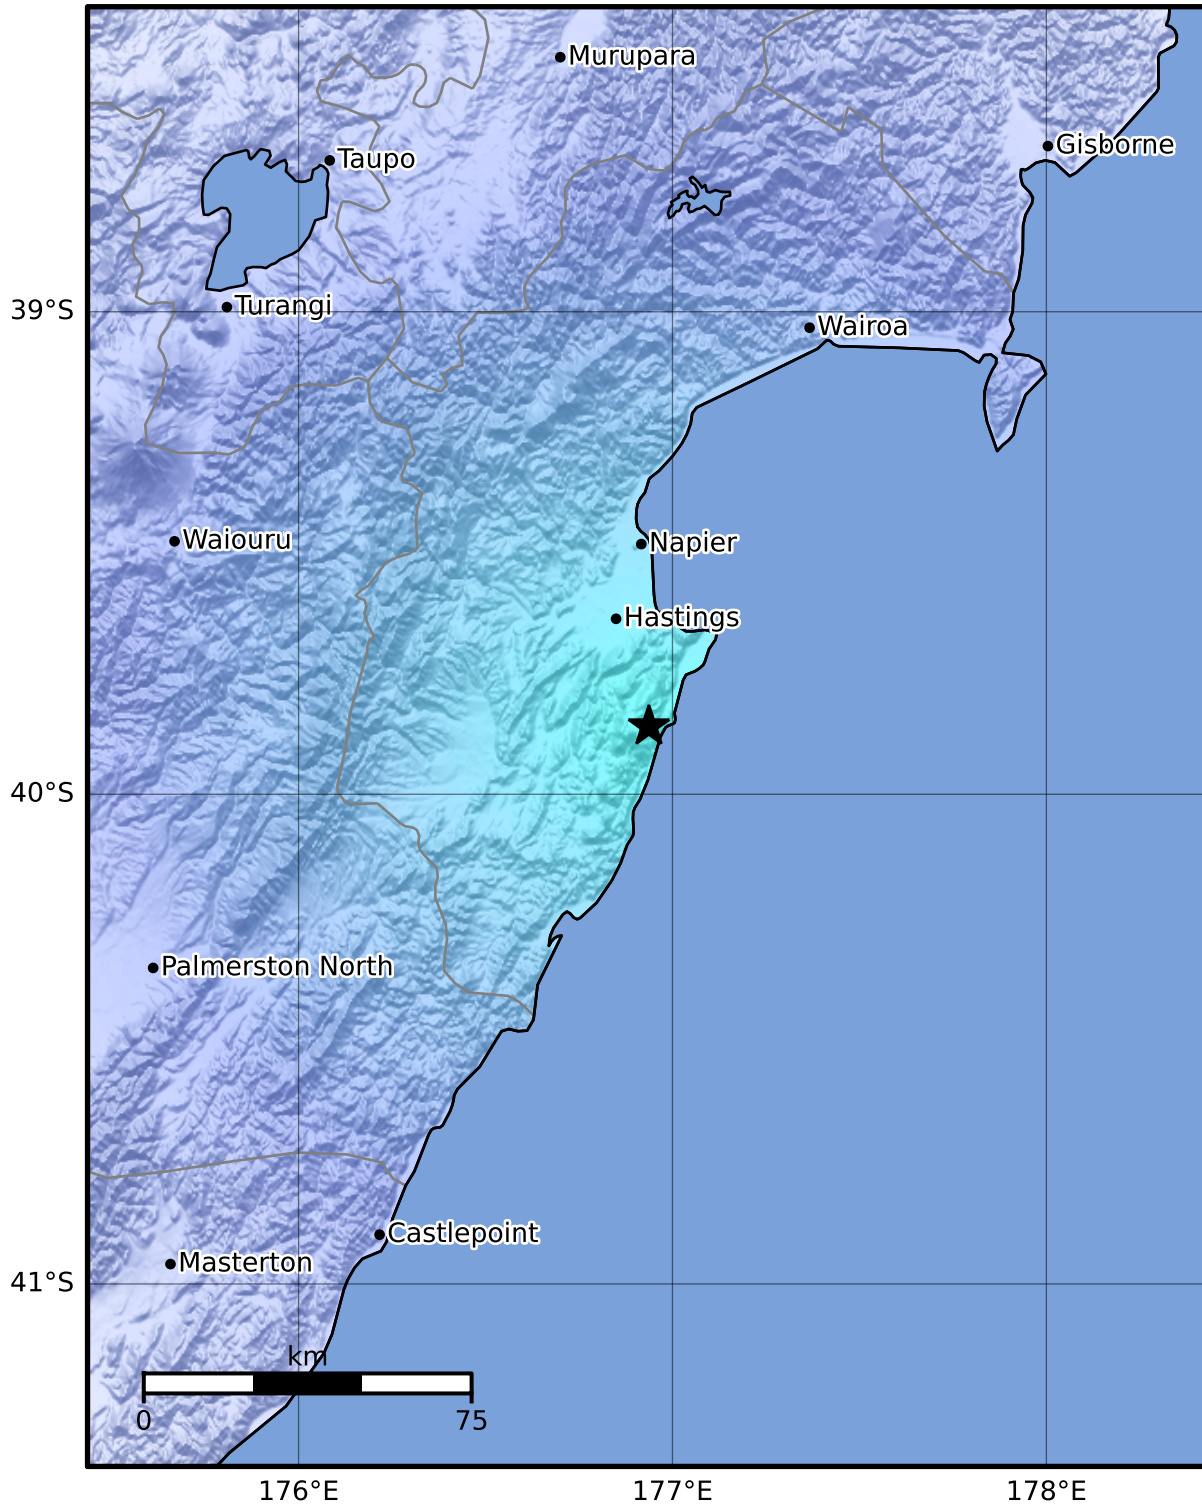 Murupara
Gisborne
Taupo
39°S
Turangi
Wairoa
Waiouru
Napier
Hastings
40°S
Palmerston North
Castlepoint
Masterton
41°S
km
0 75
176°E 177°E 178°E